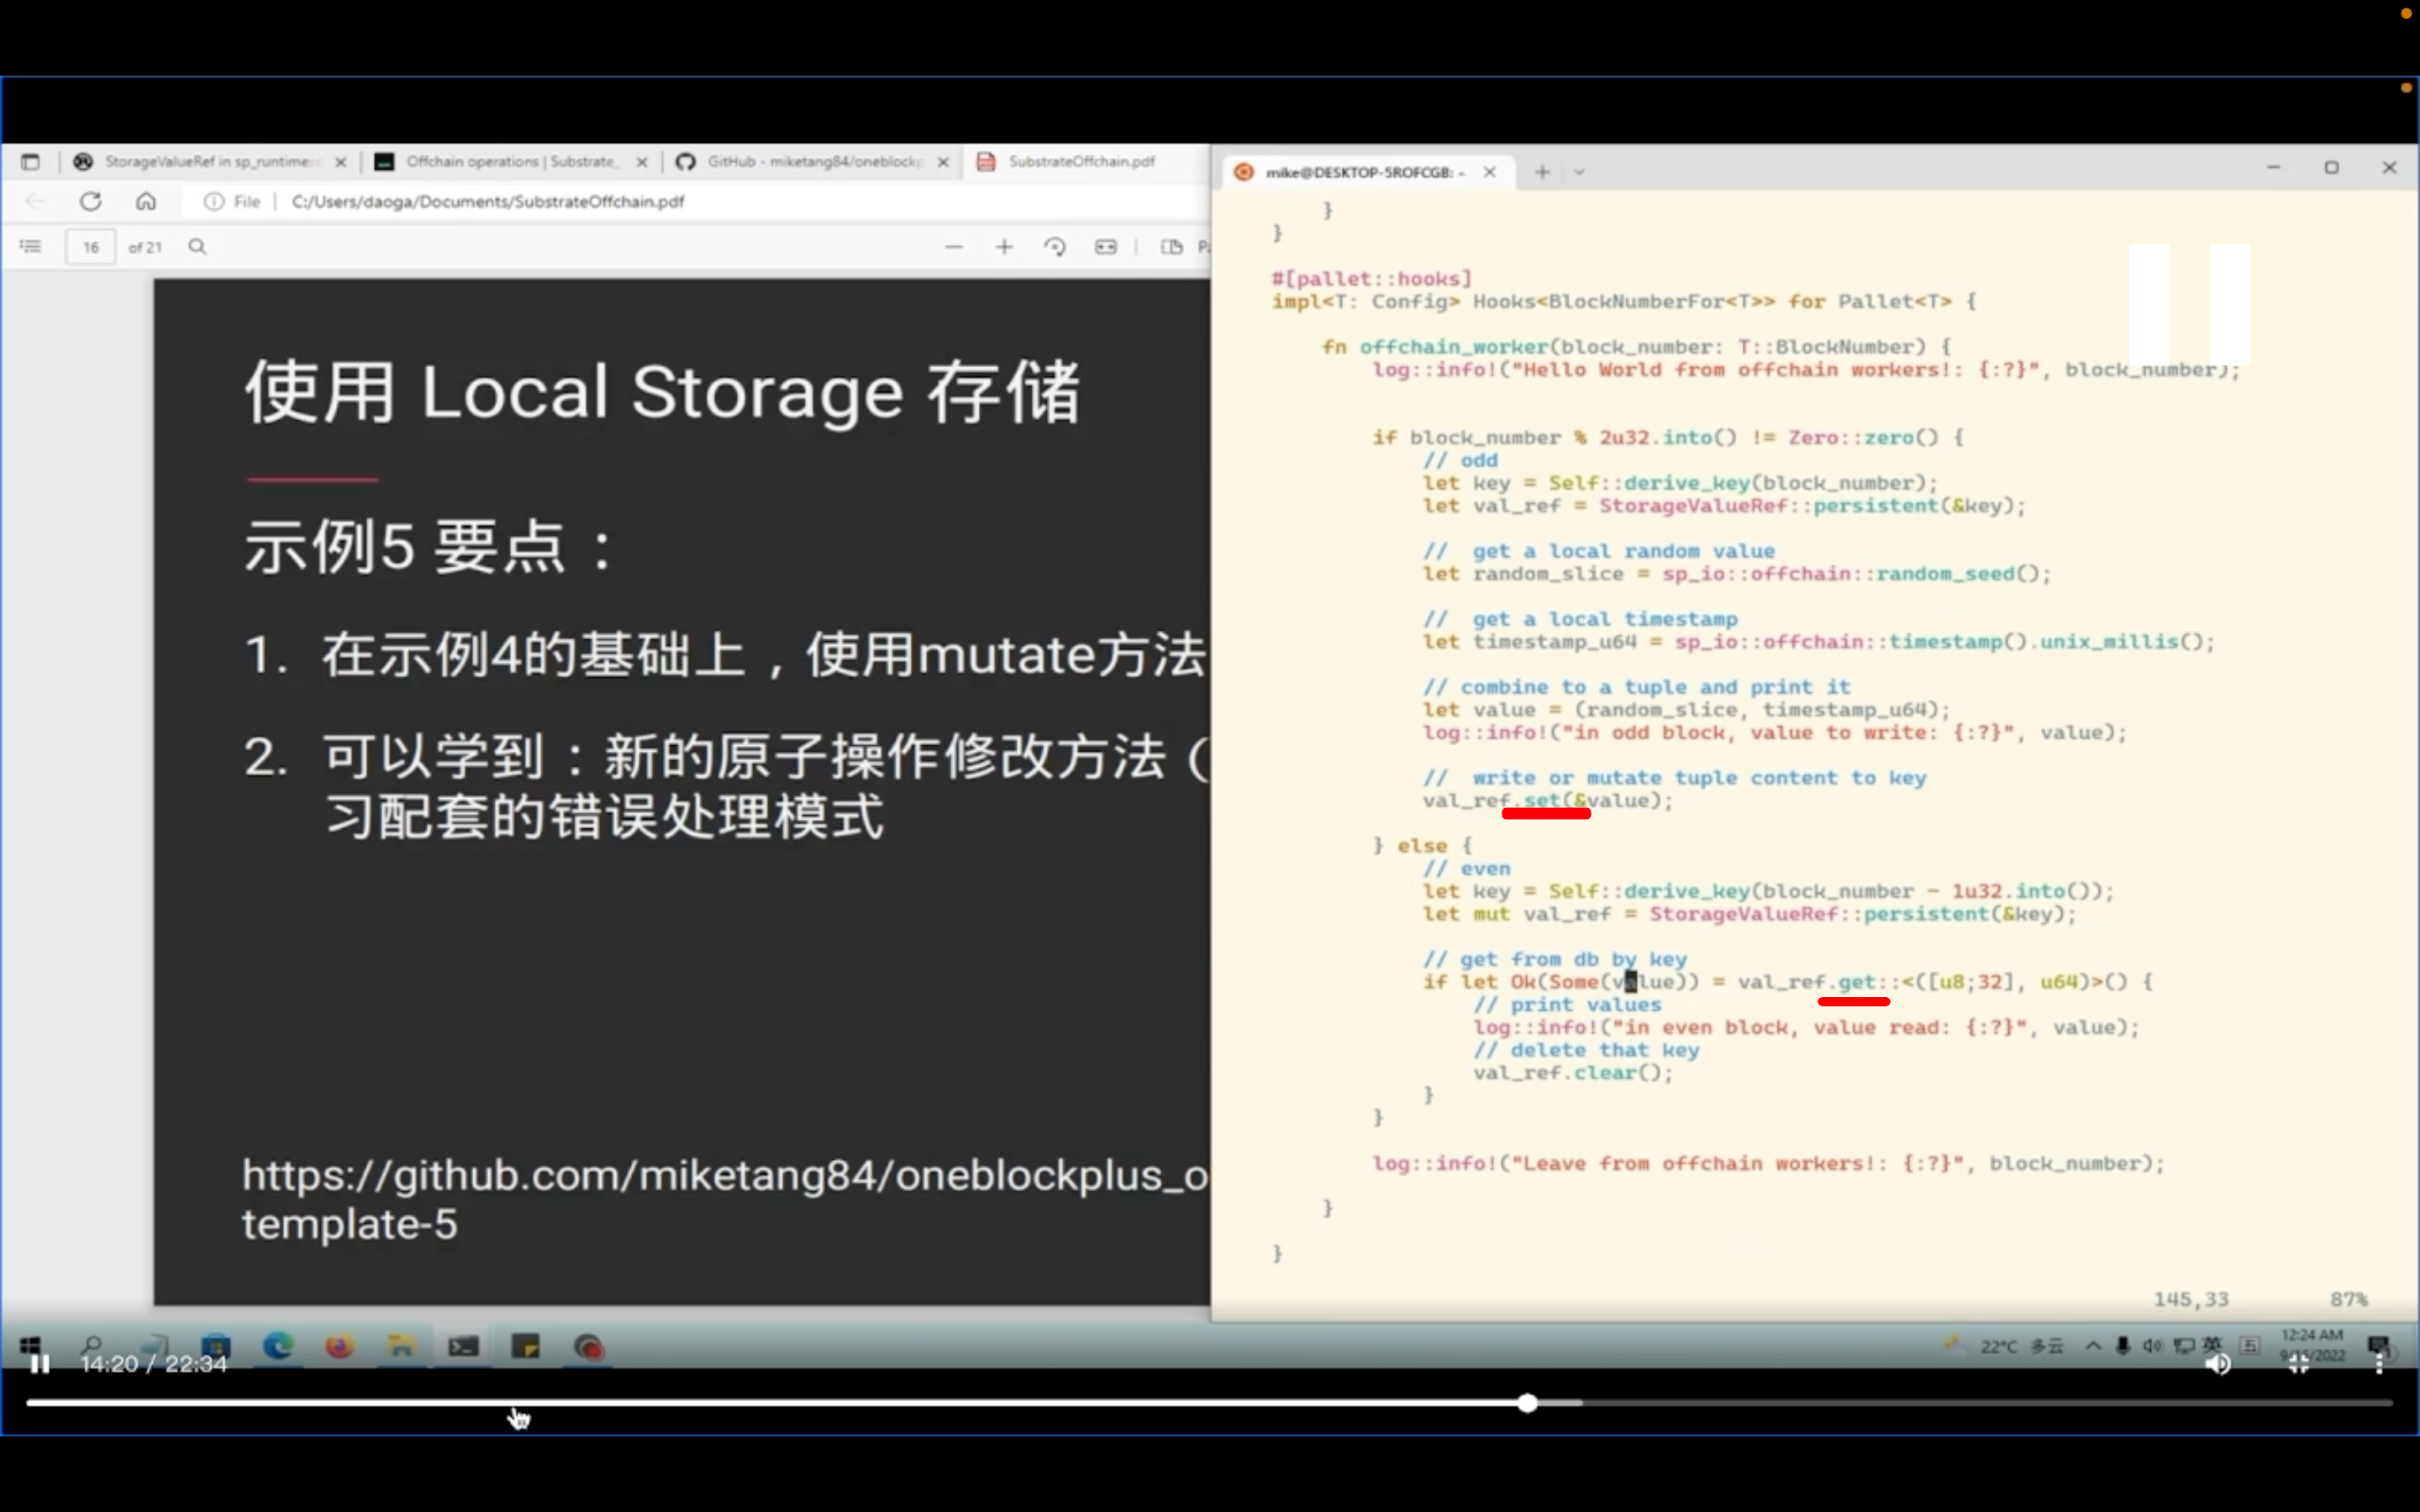 StorageValueRef in sp_runtime::
Offchain operations | Substrate_
GitHub - miketang84/oneblockp
SubstrateOffchain.pdf
File
C:/Users/daoga/Documents/SubstrateOffchain.pdf
16
of 21
使用 Local Storage 存储
示例5 要点：
1. 在示例4的基础上，使用mutate方法
2. 可以学到：新的原子操作修改方法（
习配套的错误处理模式
https://github.com/miketang84/oneblockplus_o
template-5
mike@DESKTOP-5ROFCGB: ~
}
}
#[pallet::hooks]
impl<T: Config> Hooks<BlockNumberFor<T>> for Pallet<T> {
fn offchain_worker(block_number: T::BlockNumber) {
log::info!("Hello World from offchain workers!: {:?}", block_number);
if block_number % 2u32.into() != Zero::zero() {
// odd
let key = Self::derive_key(block_number);
let val_ref = StorageValueRef::persistent(&key);
//  get a local random value
let random_slice = sp_io::offchain::random_seed();
//  get a local timestamp
let timestamp_u64 = sp_io::offchain::timestamp().unix_millis();
// combine to a tuple and print it
let value = (random_slice, timestamp_u64);
log::info!("in odd block, value to write: {:?}", value);
//  write or mutate tuple content to key
val_ref.set(&value);
} else {
// even
let key = Self::derive_key(block_number - 1u32.into());
let mut val_ref = StorageValueRef::persistent(&key);
// get from db by key
if let Ok(Some(value)) = val_ref.get::<([u8;32], u64)>() {
// print values
log::info!("in even block, value read: {:?}", value);
// delete that key
val_ref.clear();
}
}
log::info!("Leave from offchain workers!: {:?}", block_number);
}
}
145,33
87%
22°C 多云
英
五
12:24 AM
14:20 / 22:34